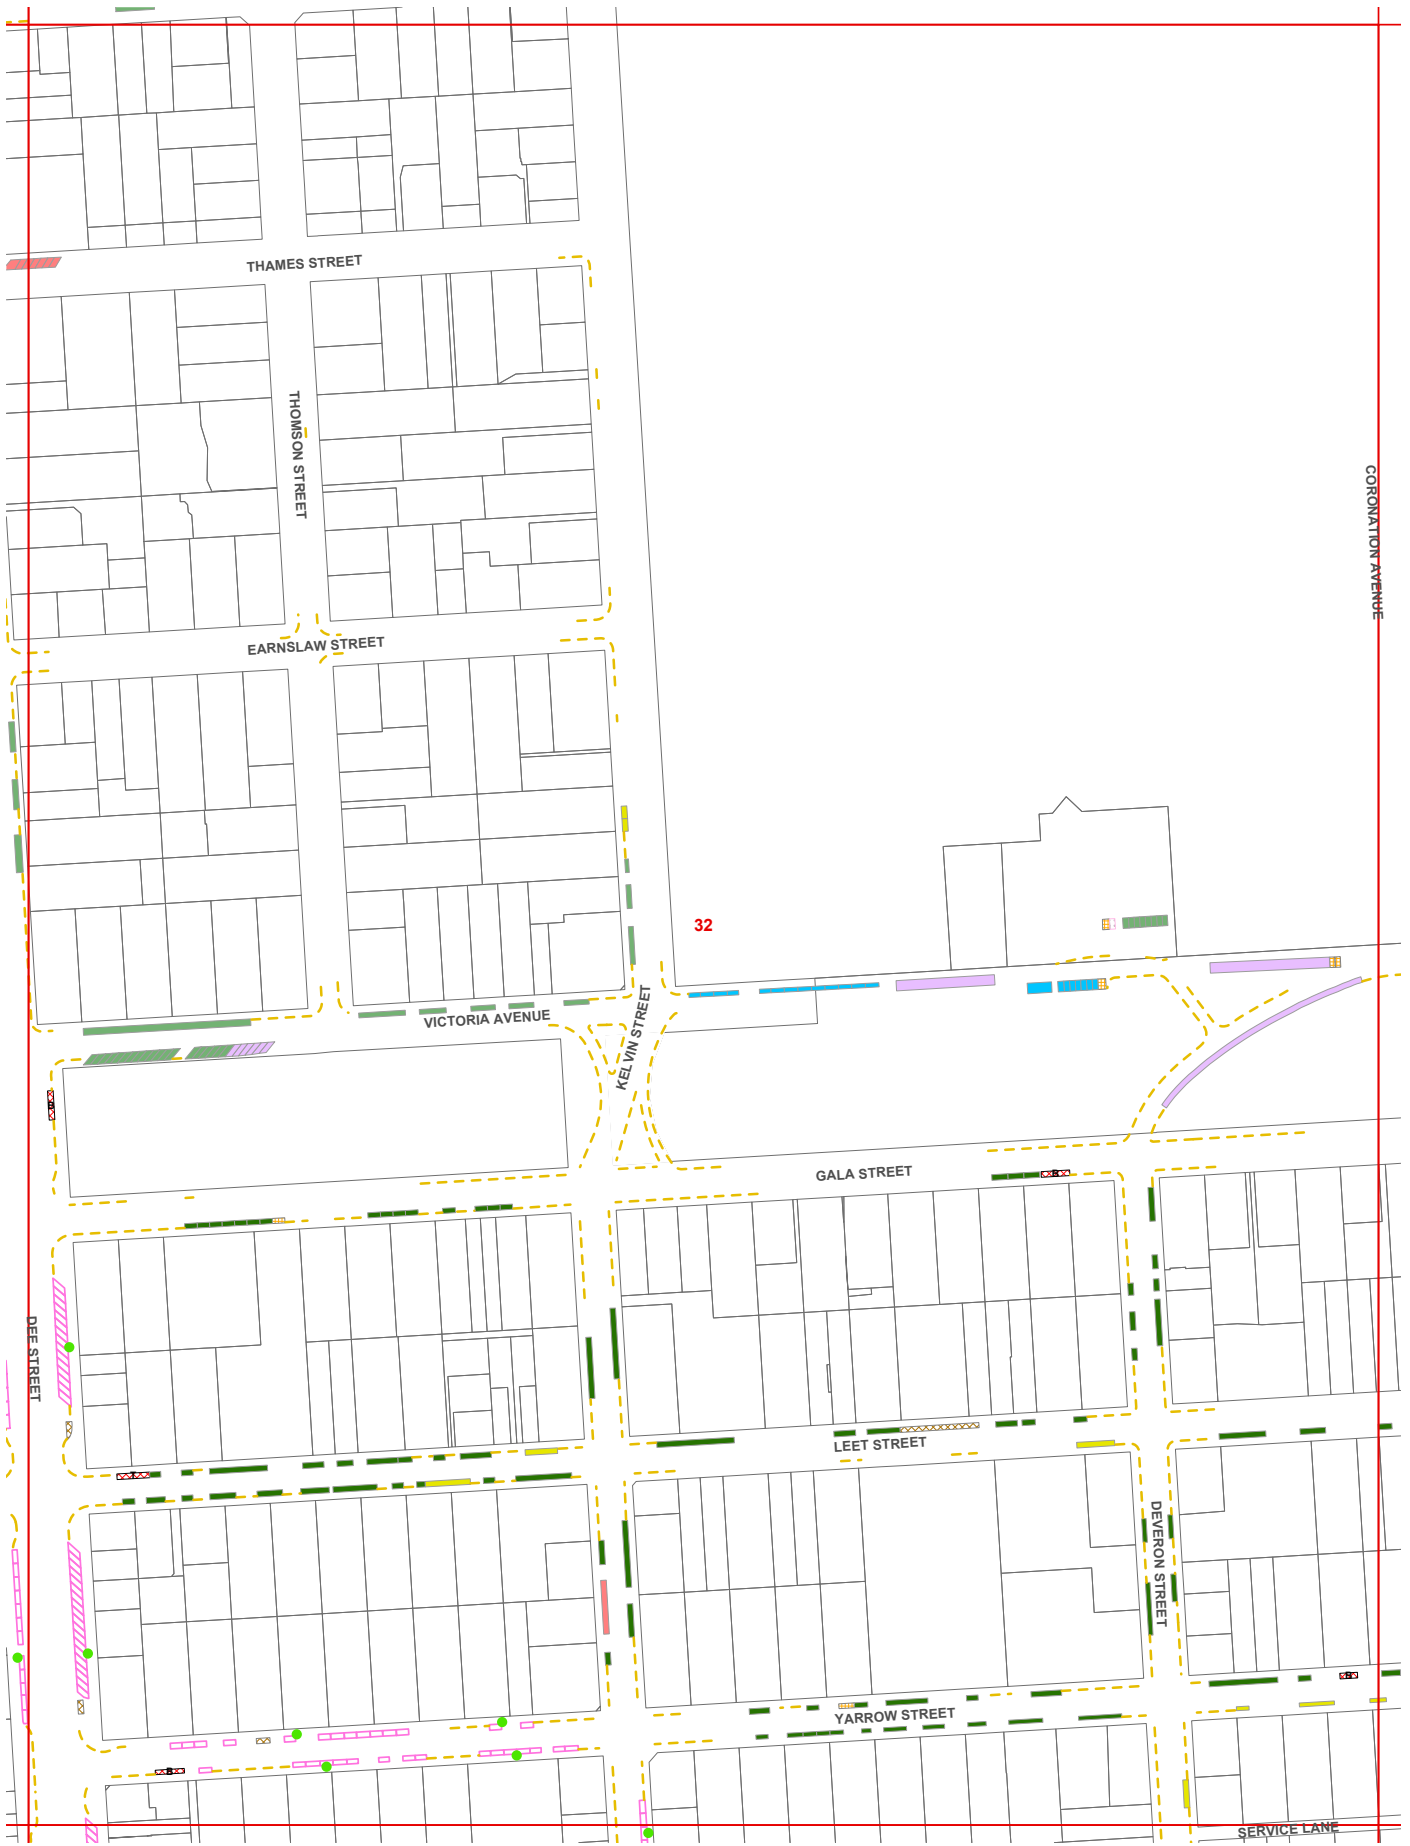 THAMES STREET
THOMSON STREET
CORONATION AVENUE
EARNSLAW STREET
32
VICTORIA AVENUE
KELVIN STREET
B
GALA STREET
B
DEE STREET
LEET STREET
T
DEVERON STREET
S
YARROW STREET
B
SERVICE LANE